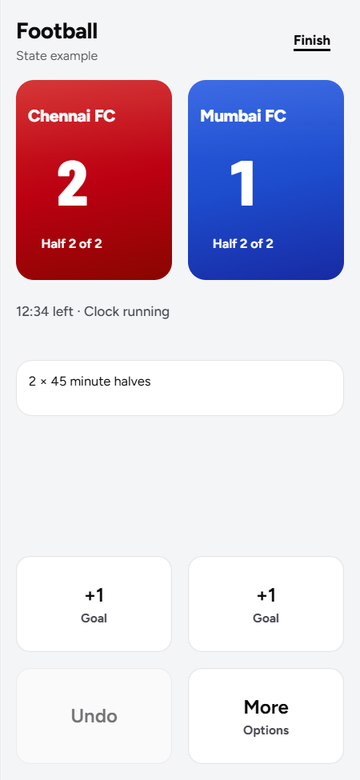 Football
State example
Finish
Chennai FC
2
Half 2 of 2
Mumbai FC
1
Half 2 of 2
12:34 left · Clock running
2 × 45 minute halves
+1
Goal
+1
Goal
Undo
More
Options